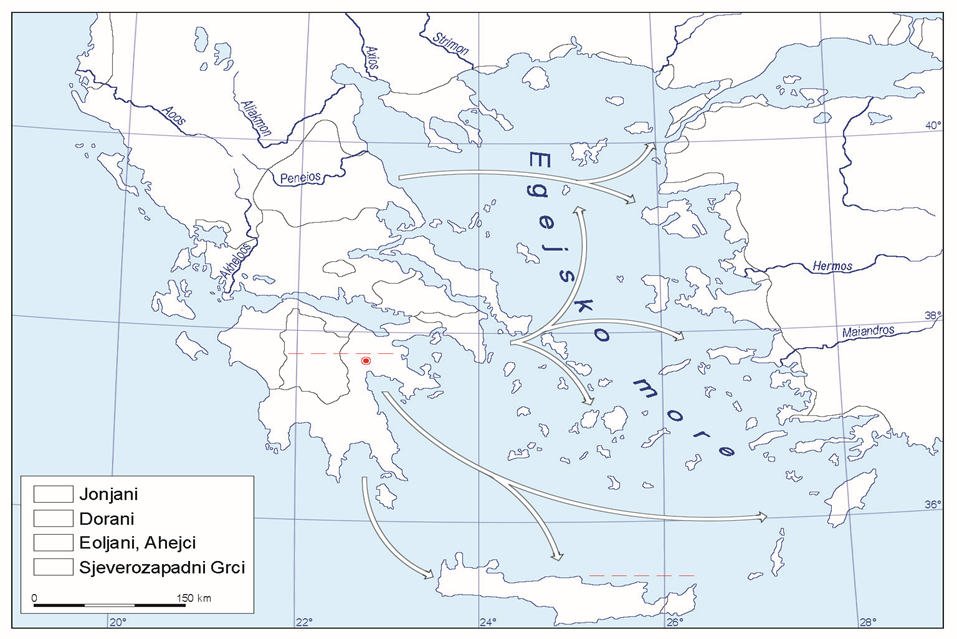 Strimon
Axios
Aliakmon
Aoos
Peneios
Akheloos
Hermos
Maiandros
Egejsko more
40°
38°
36°
Jonjani
Dorani
Eoljani, Ahejci
Sjeverozapadni Grci
0 150 km
20° 22° 24° 26° 28°